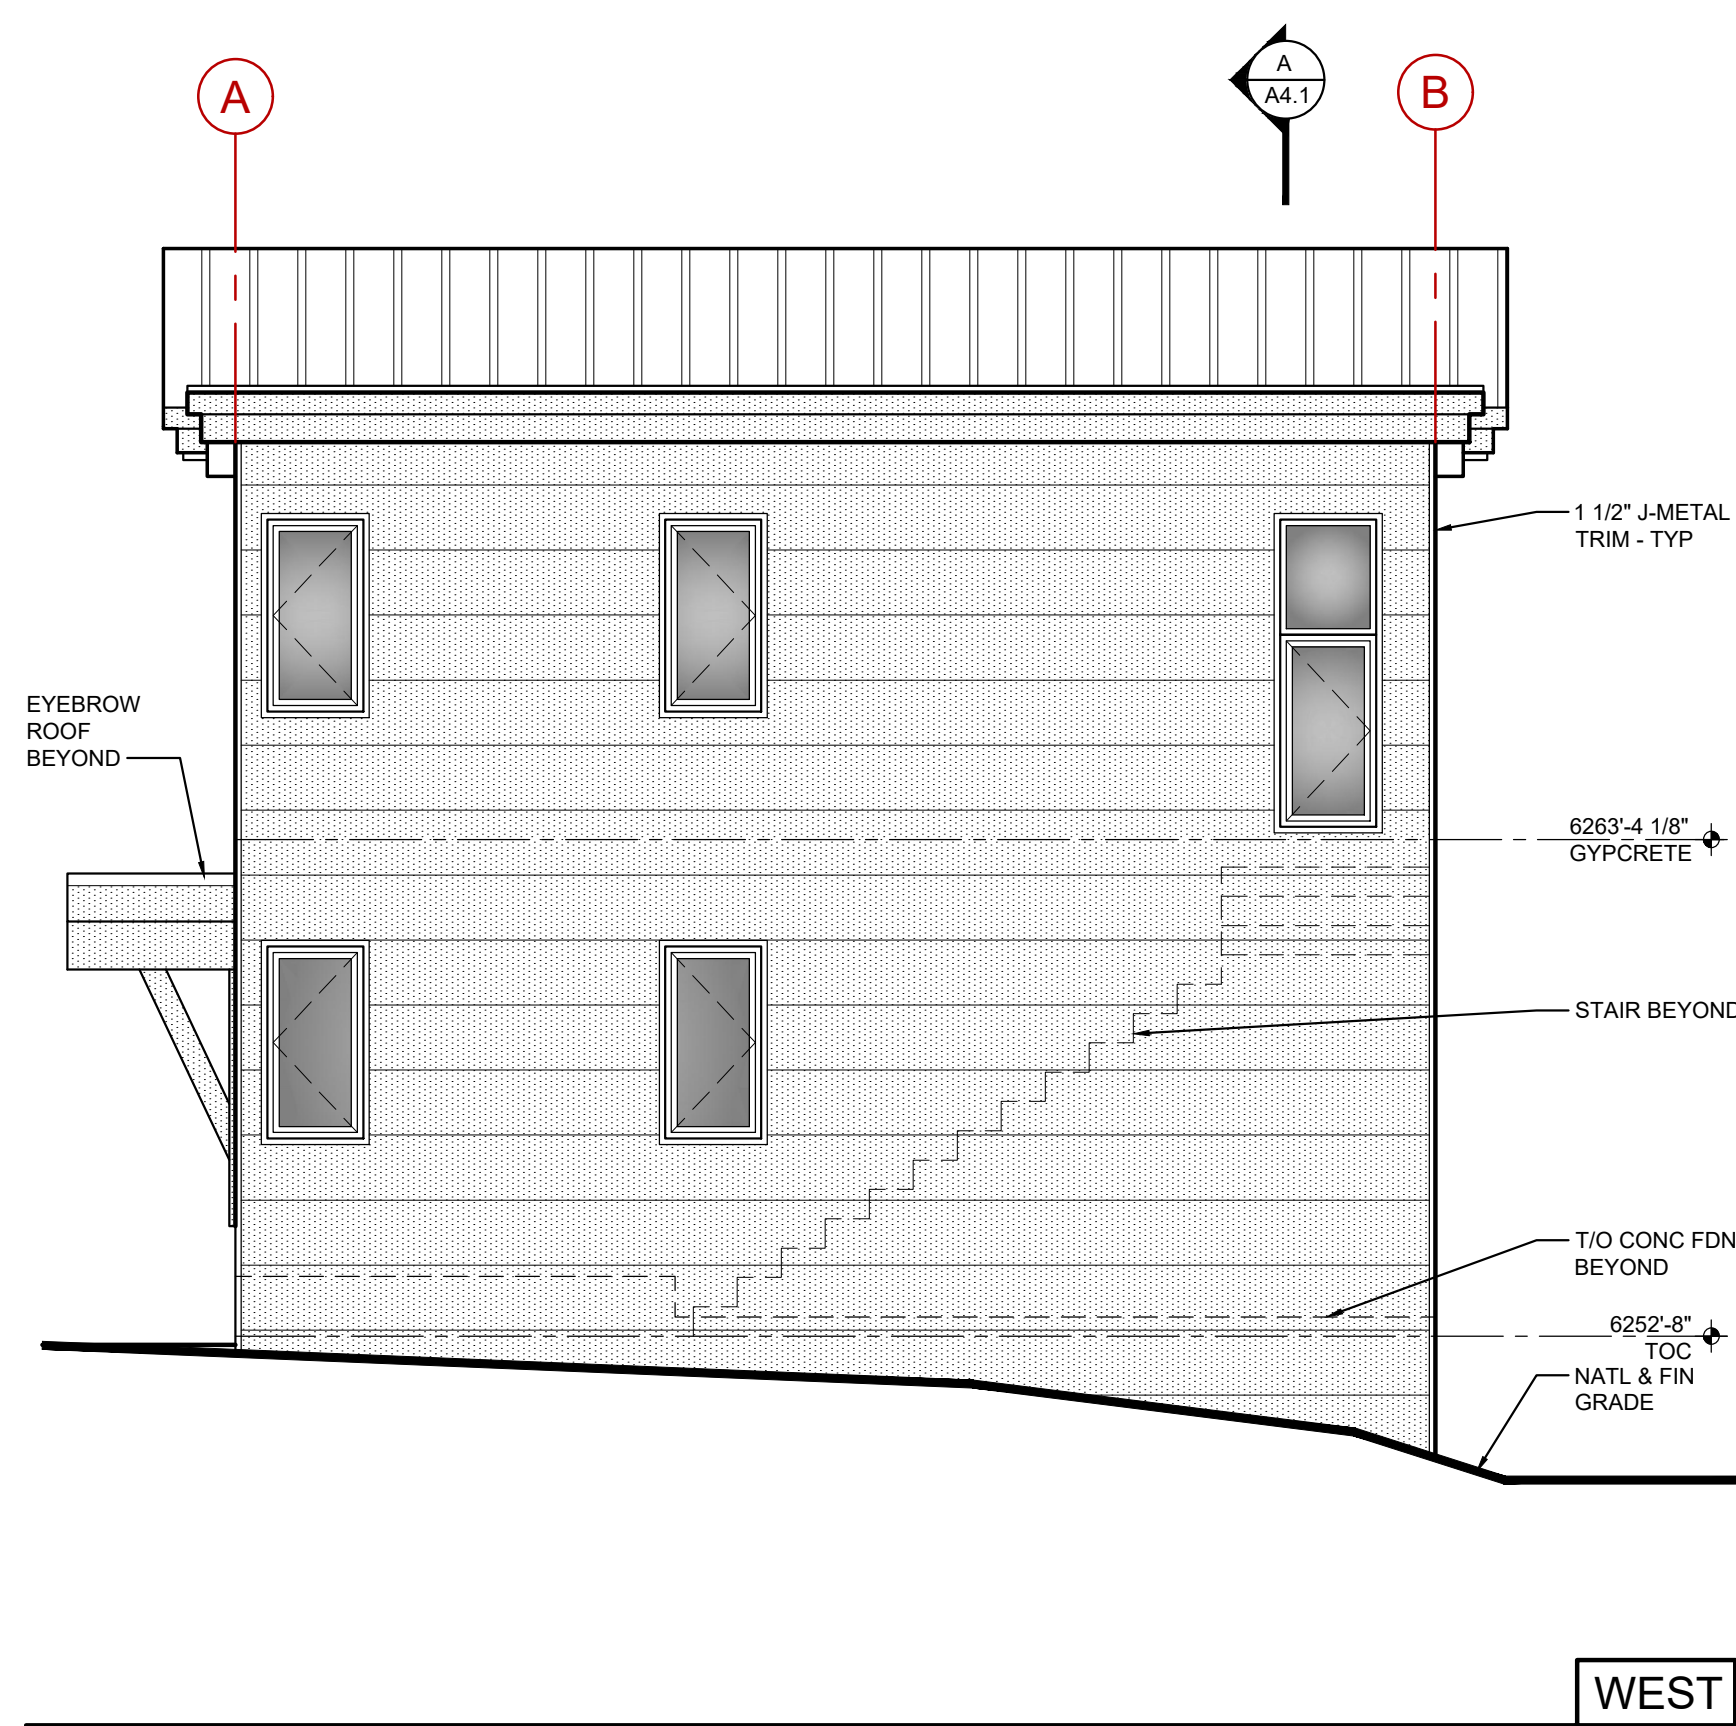 A
A
A4.1
B
1 1/2" J-METAL
TRIM - TYP
EYEBROW
ROOF
BEYOND
6263'-4 1/8"
GYPCRETE
STAIR BEYOND
T/O CONC FDN
BEYOND
6252'-8"
TOC
NATL & FIN
GRADE
WEST